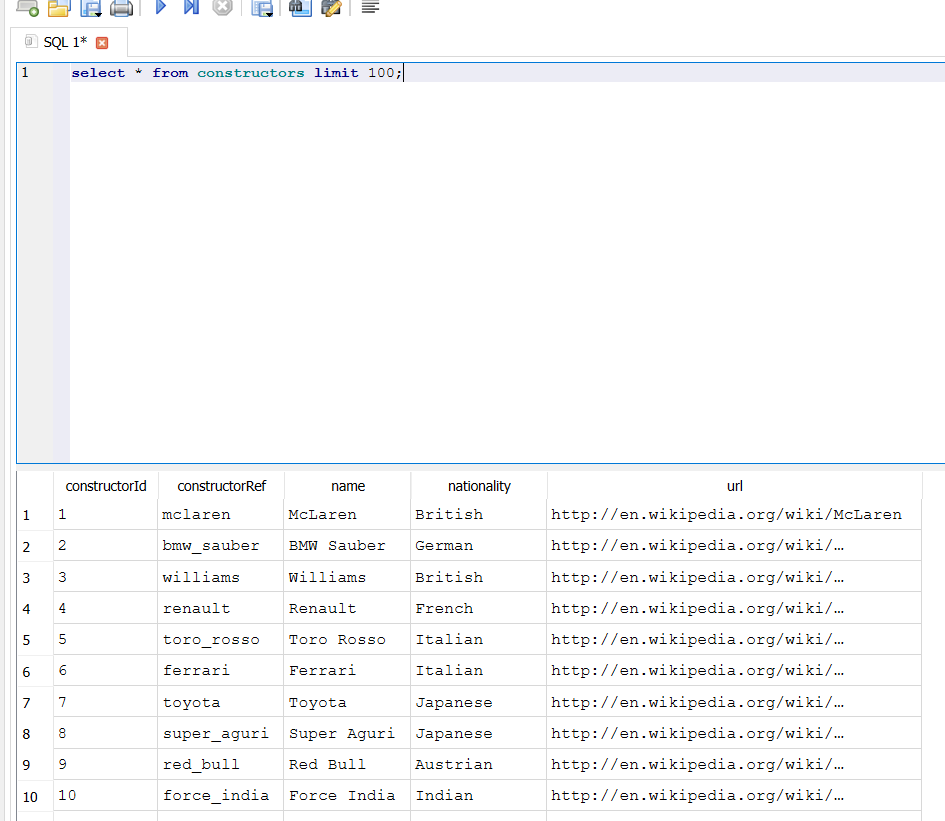 SQL 1*
1 select * from constructors limit 100;
constructorId constructorRef name nationality url
1 1 mclaren McLaren British http://en.wikipedia.org/wiki/McLaren
2 2 bmw_sauber BMW Sauber German http://en.wikipedia.org/wiki/…
3 3 williams Williams British http://en.wikipedia.org/wiki/…
4 4 renault Renault French http://en.wikipedia.org/wiki/…
5 5 toro_rosso Toro Rosso Italian http://en.wikipedia.org/wiki/…
6 6 ferrari Ferrari Italian http://en.wikipedia.org/wiki/…
7 7 toyota Toyota Japanese http://en.wikipedia.org/wiki/…
8 8 super_aguri Super Aguri Japanese http://en.wikipedia.org/wiki/…
9 9 red_bull Red Bull Austrian http://en.wikipedia.org/wiki/…
10 10 force_india Force India Indian http://en.wikipedia.org/wiki/…